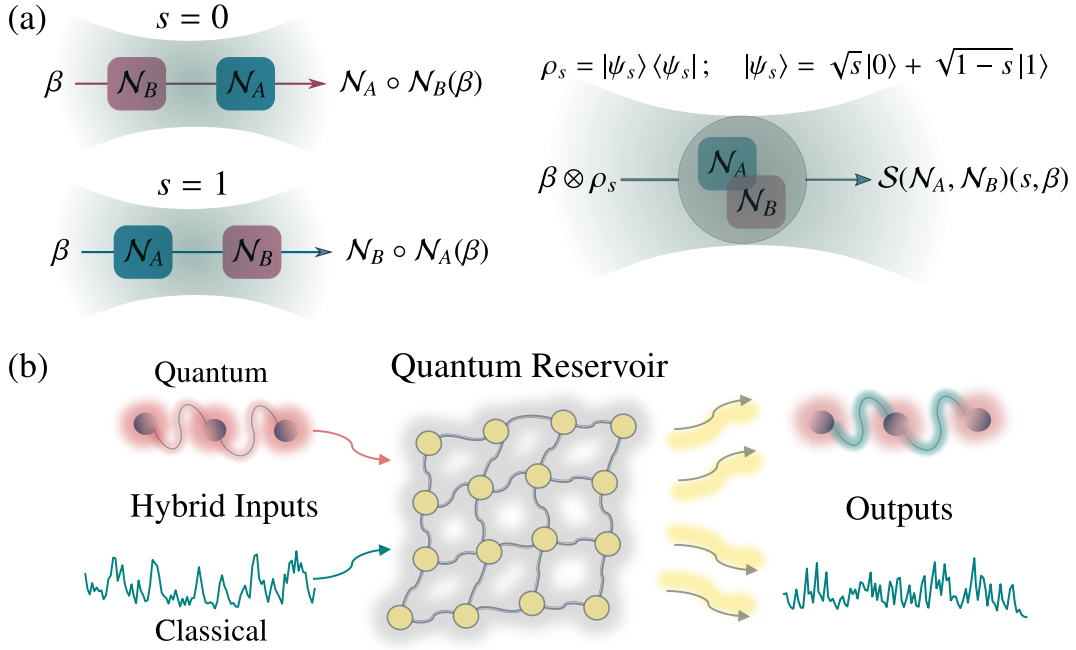 (a)
s = 0
β
𝒩_B
𝒩_A
𝒩_A ∘ 𝒩_B(β)
s = 1
β
𝒩_A
𝒩_B
𝒩_B ∘ 𝒩_A(β)
ρ_s = |ψ_s⟩⟨ψ_s| ; |ψ_s⟩ = √s|0⟩ + √1 − s|1⟩
β ⊗ ρ_s
𝒩_A
𝒩_B
𝒮(𝒩_A, 𝒩_B)(s, β)
(b)
Quantum
Hybrid Inputs
Classical
Quantum Reservoir
Outputs